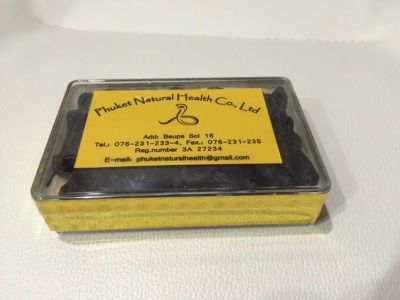 Phuket Natural Health Co., Ltd
Add: Baupa Soi 16
Tel.: 076-231-233-4, Fax.: 076-231-235
Reg.number 3A 27234
E-mail: phuketnaturalhealth@gmail.com